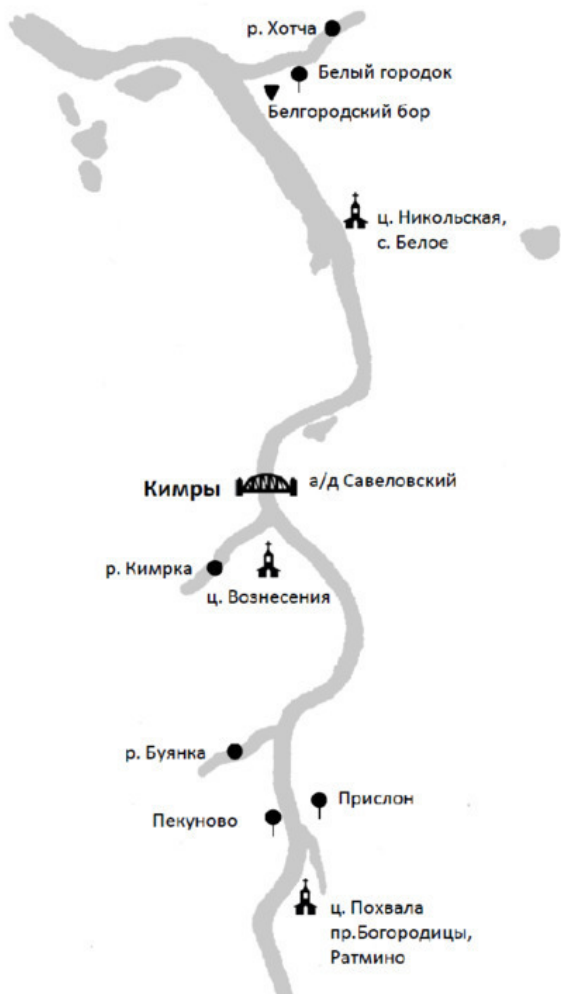 р. Хотча
Белый городок
Белгородский бор
ц. Никольская,
с. Белое
Кимры
а/д Савеловский
р. Кимрка
ц. Вознесения
р. Буянка
Прислон
Пекуново
ц. Похвала
пр.Богородицы,
Ратмино